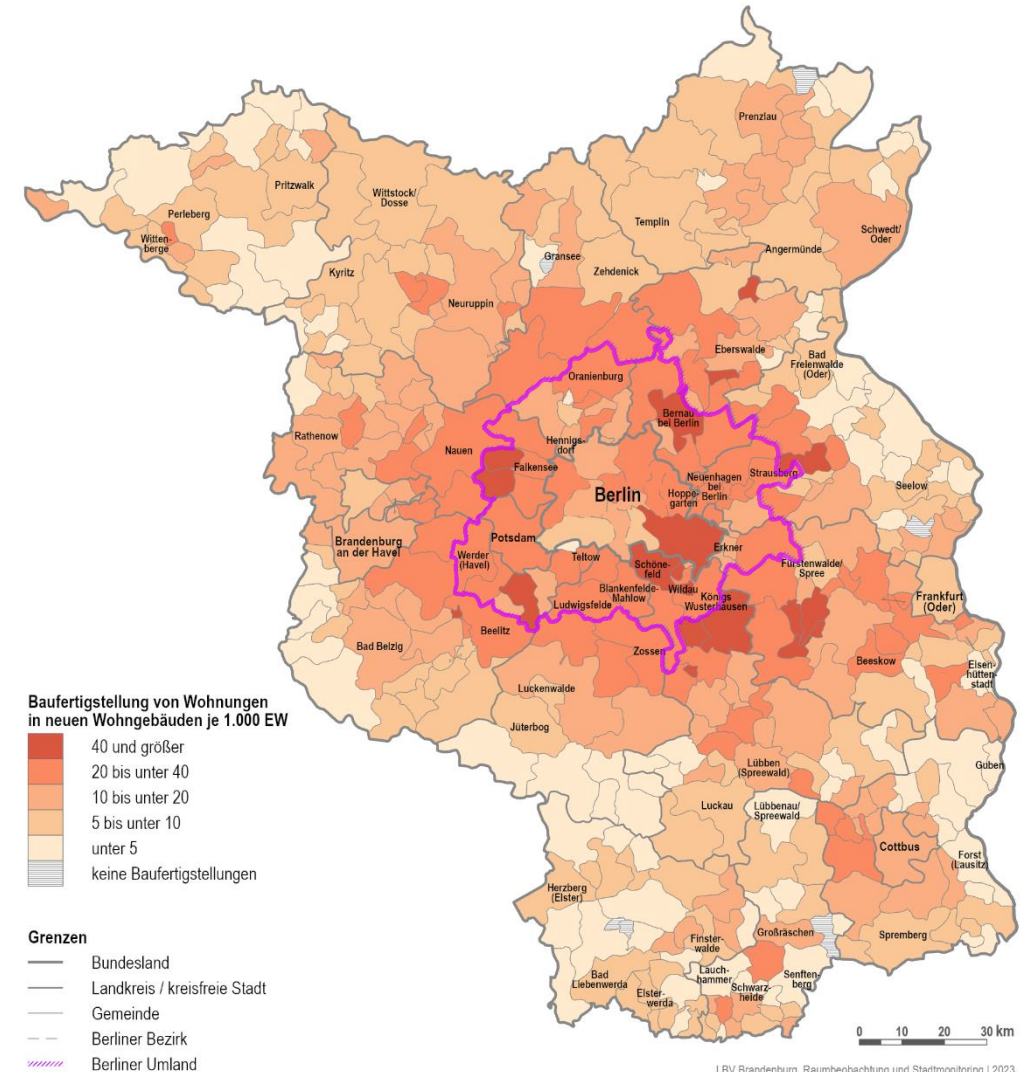 Prenzlau
Pritzwalk
Wittstock/
Dosse
Perleberg
Templin
Schwedt/
Oder
Witten-
berge
Angermünde
Gransee
Kyritz
Zehdenick
Neuruppin
Eberswalde
Bad
Freienwalde
(Oder)
Oranienburg
Bernau
bei Berlin
Rathenow
Hennigs-
dorf
Nauen
Falkensee
Strausberg
Neuenhagen
bei
Berlin
Seelow
Berlin
Hoppe-
garten
Brandenburg
an der Havel
Potsdam
Erkner
Werder
(Havel)
Teltow
Schöne-
feld
Fürstenwalde/
Spree
Blankenfelde-
Mahlow
Wildau
Königs
Wusterhausen
Frankfurt
(Oder)
Ludwigsfelde
Beelitz
Bad Belzig
Zossen
Beeskow
Eisen-
hütten-
stadt
Luckenwalde
Jüterbog
Guben
Lübben
(Spreewald)
Luckau
Lübbenau/
Spreewald
Cottbus
Forst
(Lausitz)
Herzberg
(Elster)
Finster-
walde
Großräschen
Spremberg
Bad
Liebenwerda
Lauch-
hammer
Senften-
berg
Elster-
werda
Schwarz-
heide
Baufertigstellung von Wohnungen
in neuen Wohngebäuden je 1.000 EW
40 und größer
20 bis unter 40
10 bis unter 20
5 bis unter 10
unter 5
keine Baufertigstellungen
Grenzen
Bundesland
Landkreis / kreisfreie Stadt
Gemeinde
Berliner Bezirk
Berliner Umland
0 10 20 30 km
LBV Brandenburg, Raumbeobachtung und Stadtmonitoring | 2023